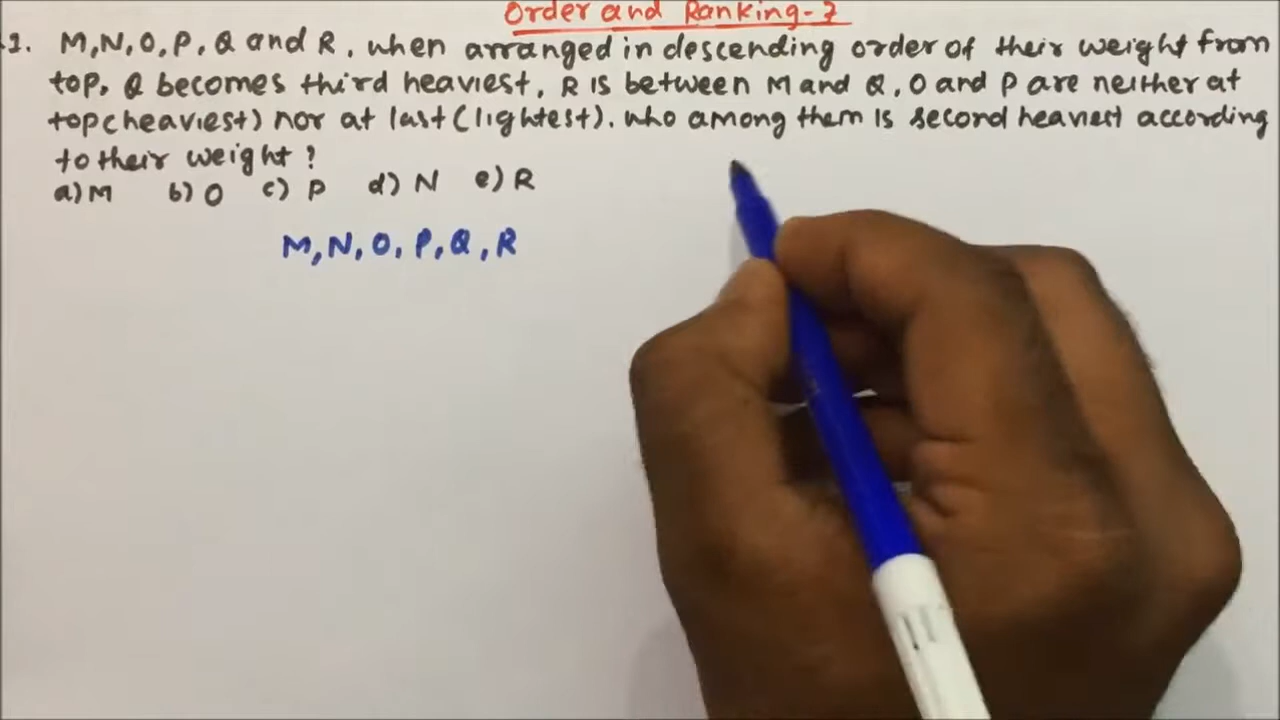 Order and Ranking-7
1. M,N,O,P,Q and R, when arranged in descending order of their weight from
top. Q becomes third heaviest, R is between M and Q, O and P are neither at
top(heaviest) nor at last (lightest). who among them is second heaviest according
to their weight?
a) M b) O c) P d) N e) R
M,N,O,P,Q,R